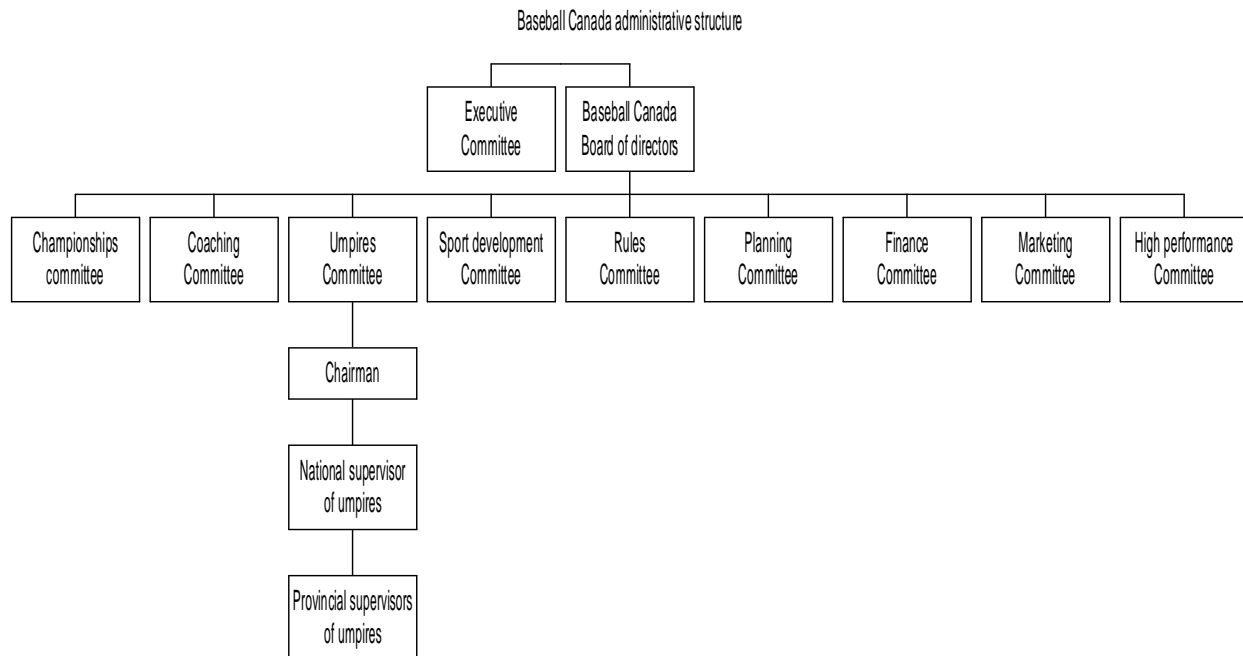 Baseball Canada administrative structure
Executive
Committee
Baseball Canada
Board of directors
Championships
committee
Coaching
Committee
Umpires
Committee
Sport development
Committee
Rules
Committee
Planning
Committee
Finance
Committee
Marketing
Committee
High performance
Committee
Chairman
National supervisor
of umpires
Provincial supervisors
of umpires